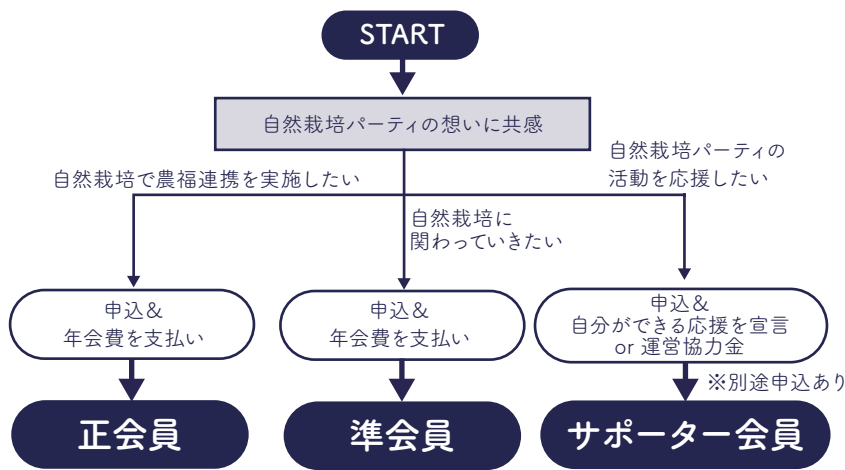 START
自然栽培パーティの想いに共感
自然栽培で農福連携を実施したい
自然栽培に
関わっていきたい
自然栽培パーティの
活動を応援したい
申込&
年会費を支払い
申込&
年会費を支払い
申込&
自分ができる応援を宣言
or 運営協力金
※別途申込あり
正会員
準会員
サポーター会員